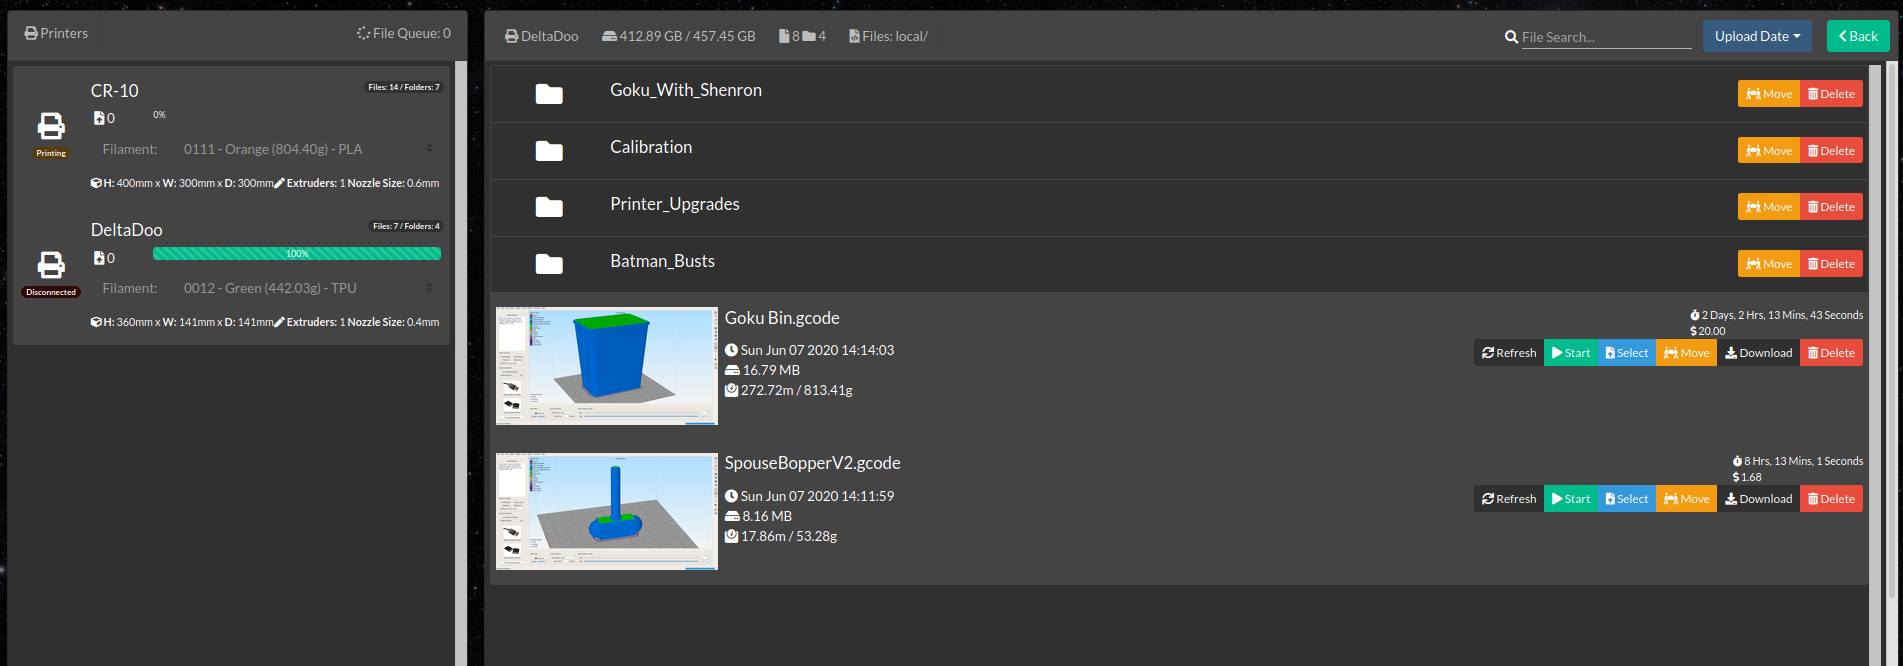 Printers
File Queue: 0
CR-10
Files: 14 / Folders: 7
0
0%
Printing
Filament:
0111 - Orange (804.40g) - PLA
H: 400mm x W: 300mm x D: 300mm Extruders: 1 Nozzle Size: 0.6mm
DeltaDoo
Files: 7 / Folders: 4
0
100%
Disconnected
Filament:
0012 - Green (442.03g) - TPU
H: 360mm x W: 141mm x D: 141mm Extruders: 1 Nozzle Size: 0.4mm
DeltaDoo
412.89 GB / 457.45 GB
8 4
Files: local/
File Search...
Upload Date
Back
Goku_With_Shenron
Move Delete
Calibration
Move Delete
Printer_Upgrades
Move Delete
Batman_Busts
Move Delete
Goku Bin.gcode
Sun Jun 07 2020 14:14:03
16.79 MB
272.72m / 813.41g
2 Days, 2 Hrs, 13 Mins, 43 Seconds
$ 20.00
Refresh Start Select Move Download Delete
SpouseBopperV2.gcode
Sun Jun 07 2020 14:11:59
8.16 MB
17.86m / 53.28g
8 Hrs, 13 Mins, 1 Seconds
$ 1.68
Refresh Start Select Move Download Delete